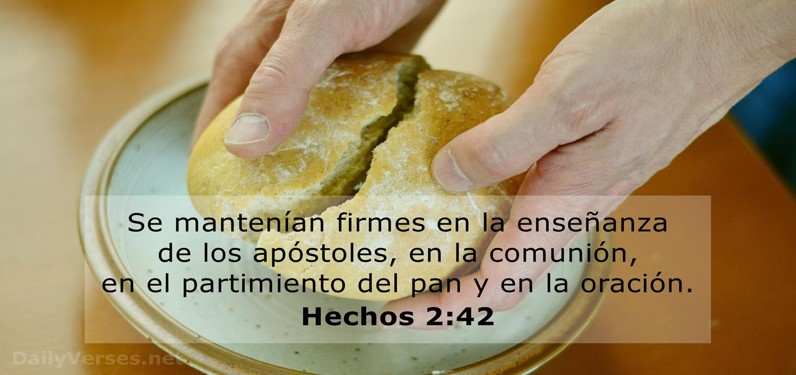 Se mantenían firmes en la enseñanza
de los apóstoles, en la comunión,
en el partimiento del pan y en la oración.
Hechos 2:42
DailyVerses.net